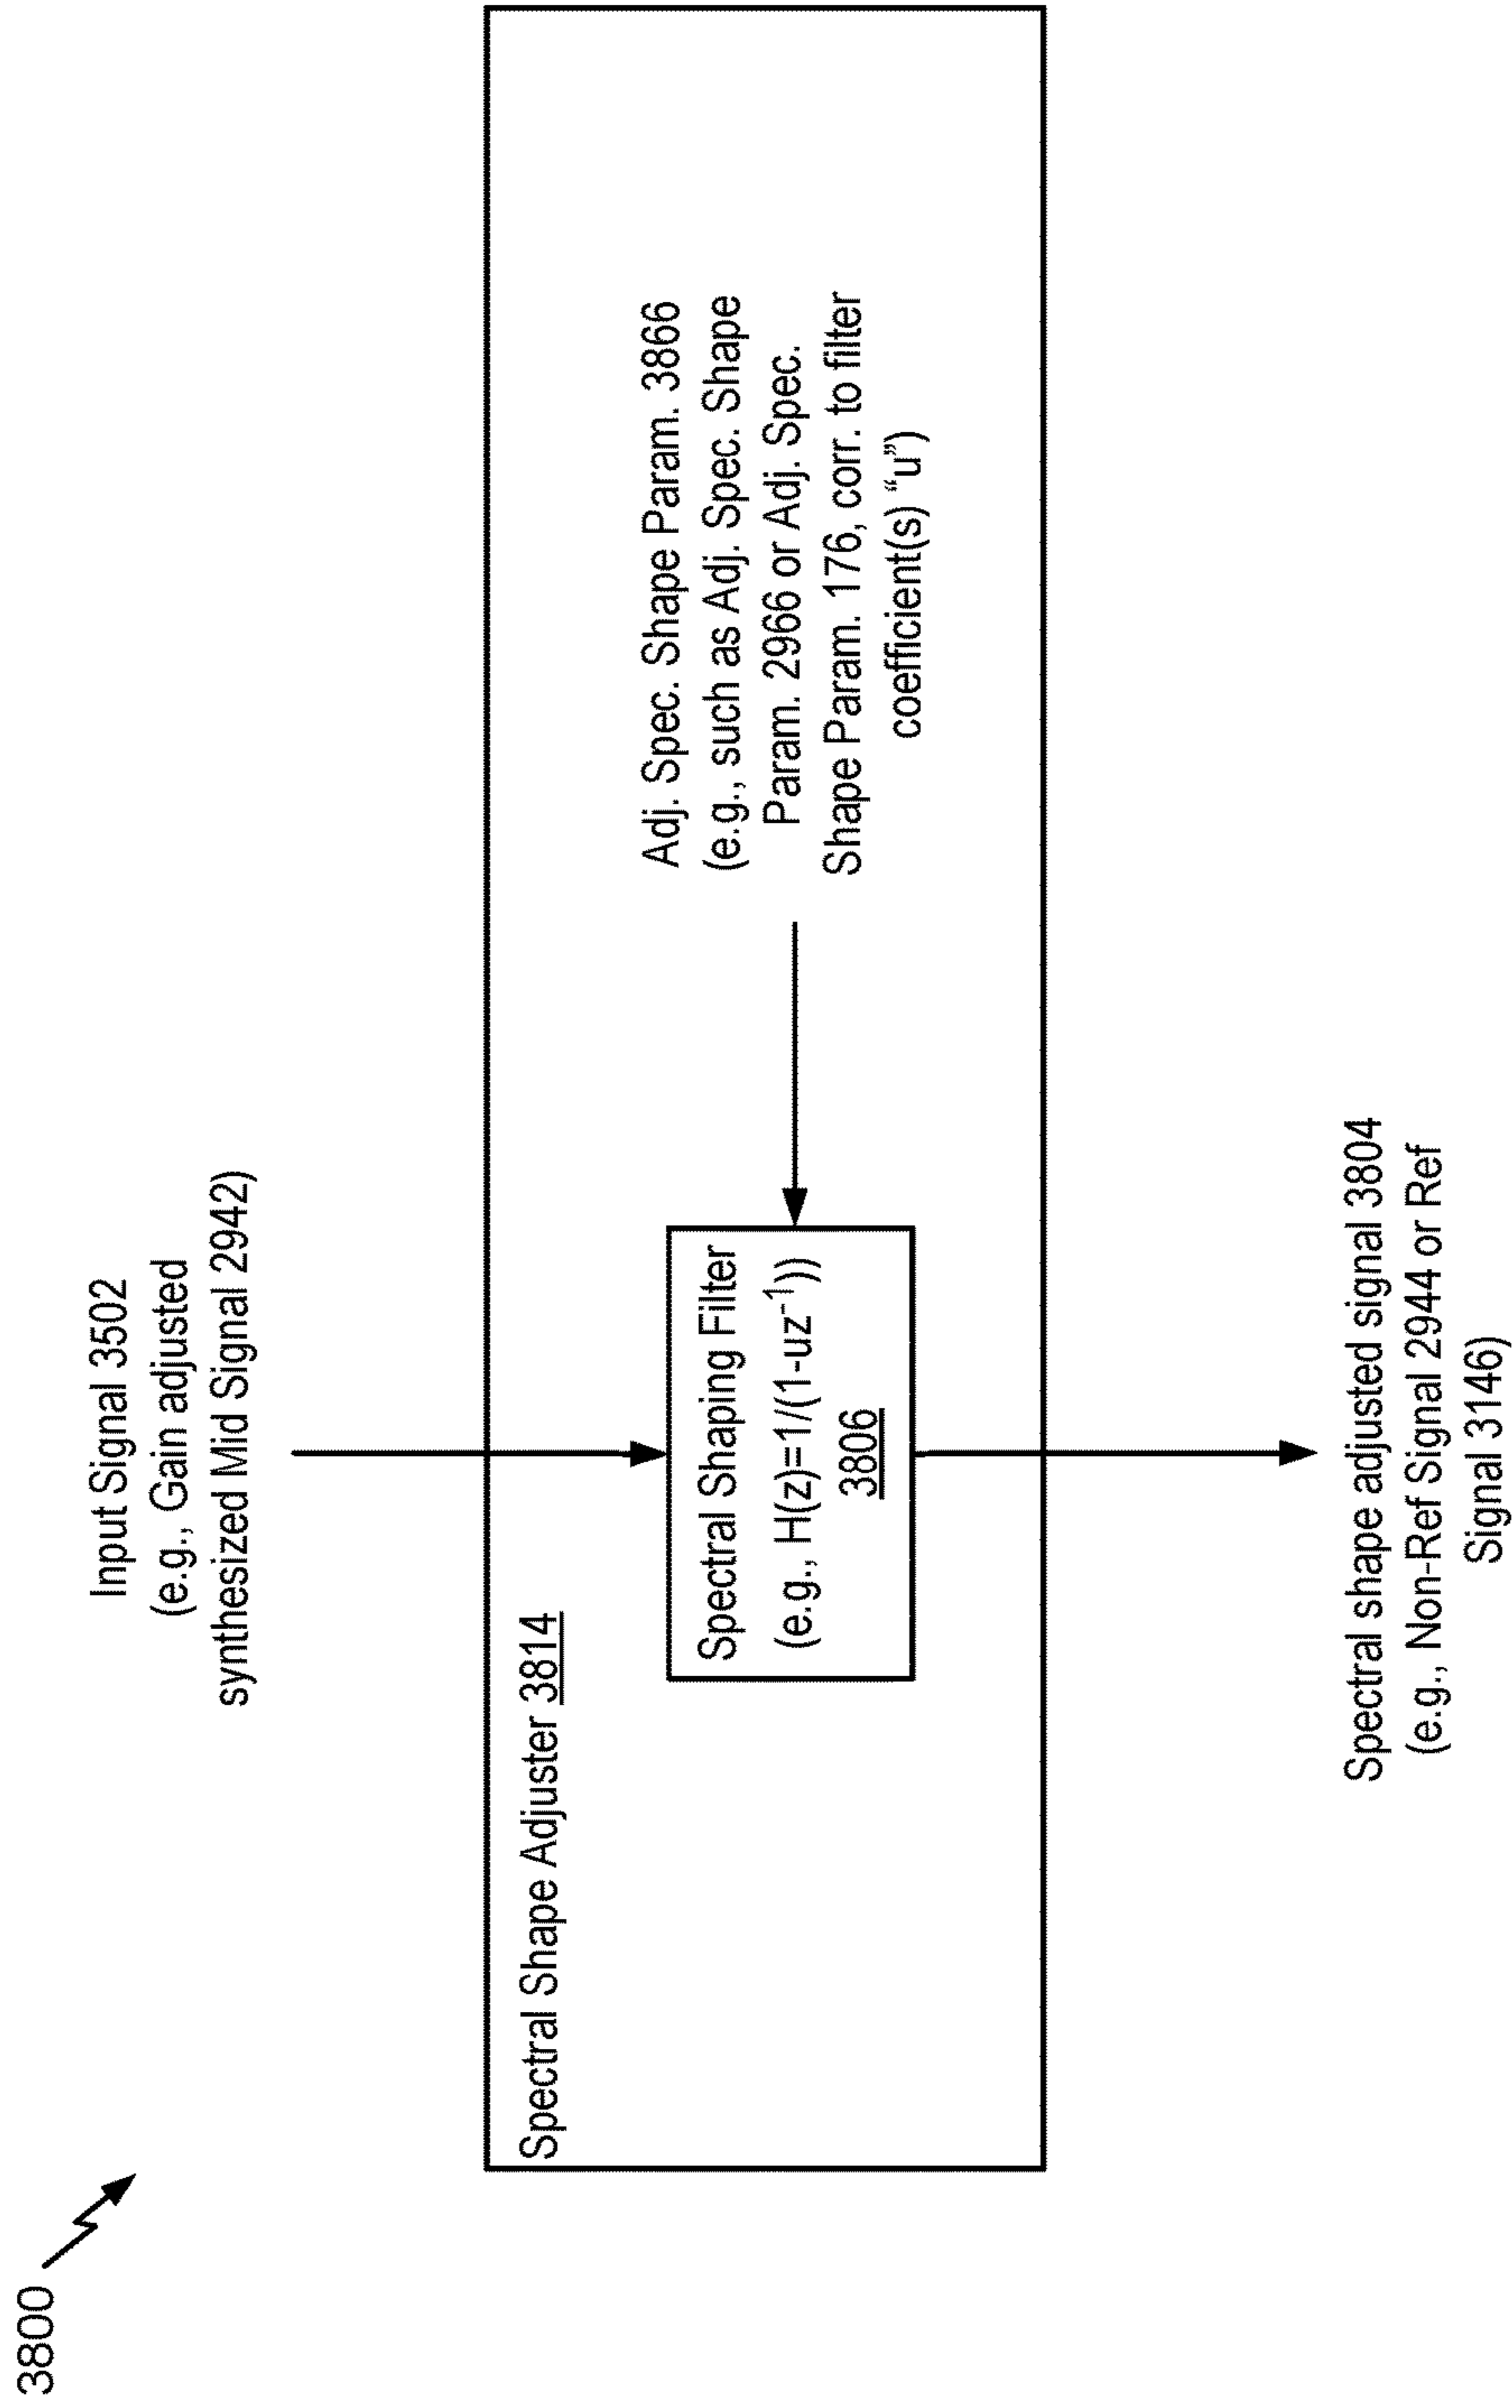 3800
Input Signal 3502
(e.g., Gain adjusted
synthesized Mid Signal 2942)
Spectral Shape Adjuster 3814
Spectral Shaping Filter
(e.g., H(z)=1/(1-uz⁻¹))
3806
Adj. Spec. Shape Param. 3866
(e.g., such as Adj. Spec. Shape
Param. 2966 or Adj. Spec.
Shape Param. 176, corr. to filter
coefficient(s) “u”)
Spectral shape adjusted signal 3804
(e.g., Non-Ref Signal 2944 or Ref
Signal 3146)